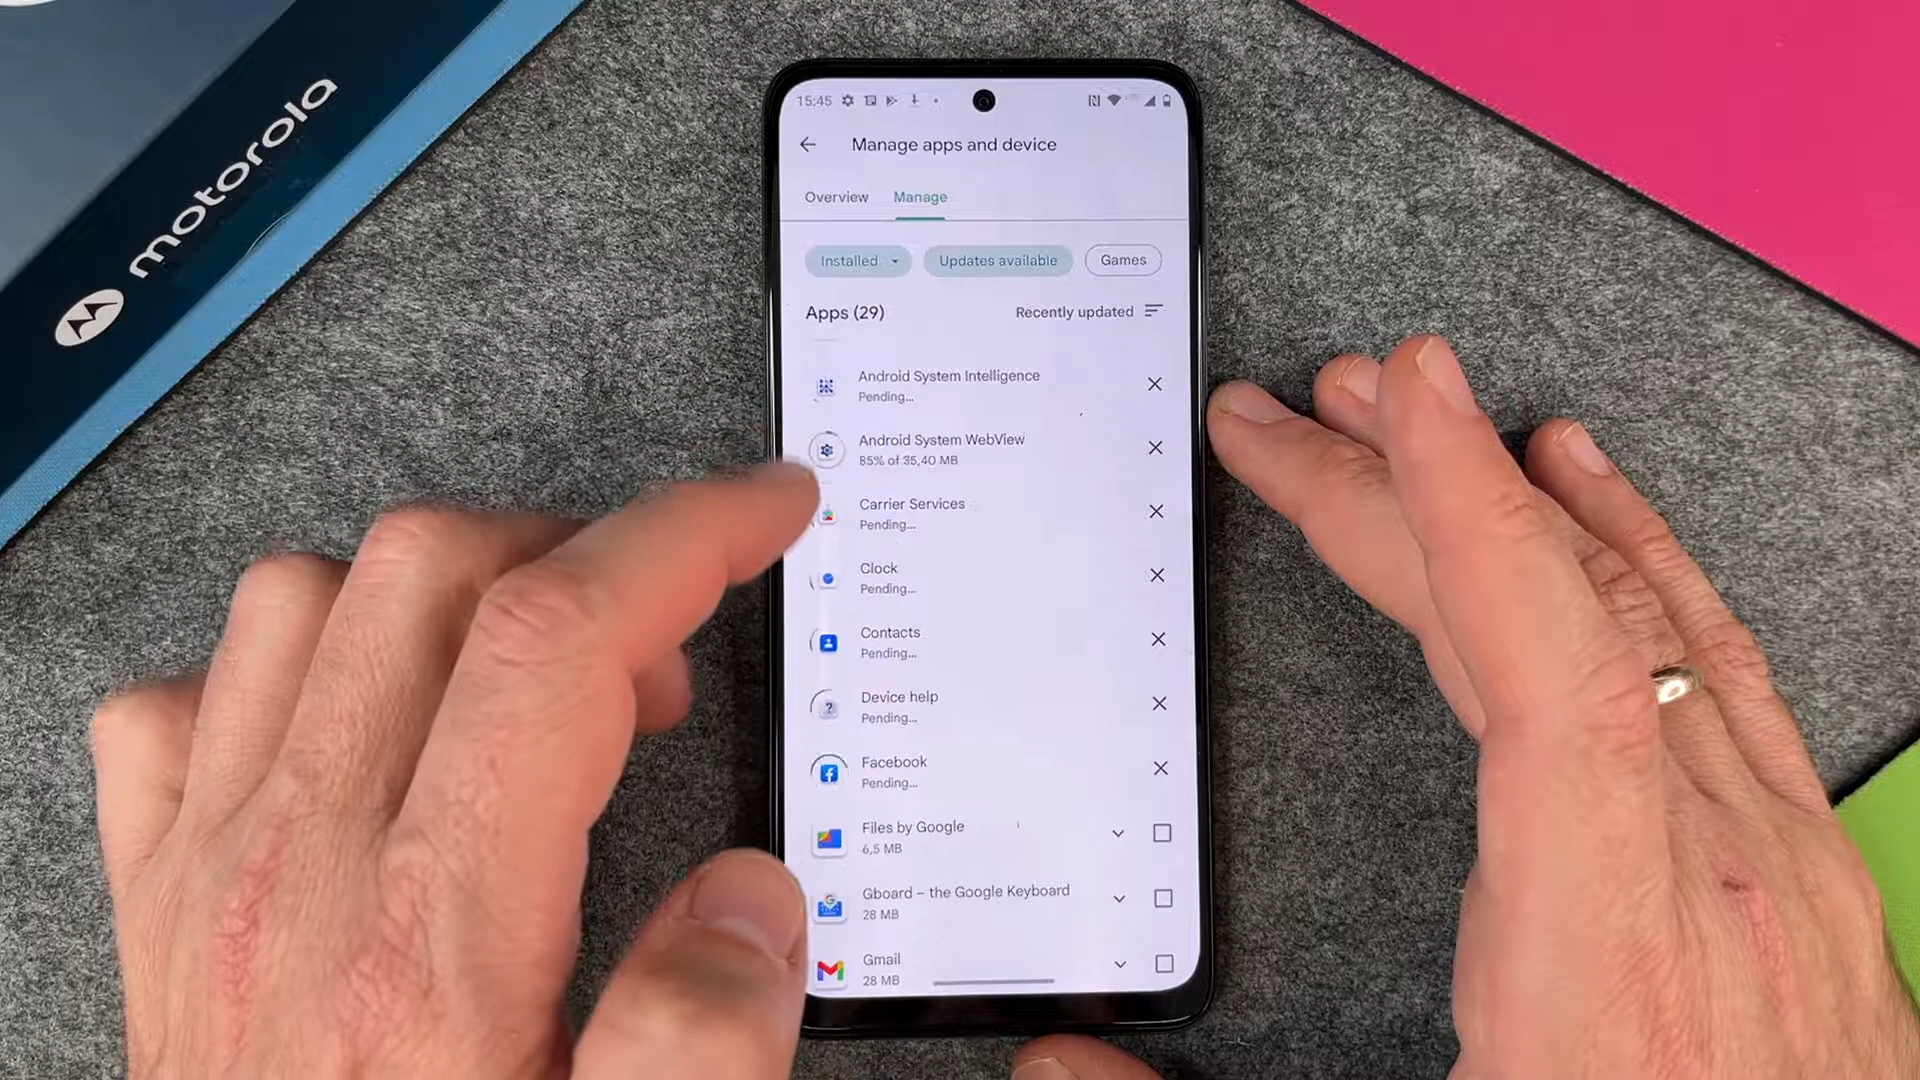 motorola
15:45
Manage apps and device
Overview
Manage
Installed
Updates available
Games
Apps (29)
Recently updated
Android System Intelligence
Pending...
Android System WebView
85% of 35,40 MB
Carrier Services
Pending...
Clock
Pending...
Contacts
Pending...
Device help
Pending...
Facebook
Pending...
Files by Google
6,5 MB
Gboard – the Google Keyboard
28 MB
Gmail
28 MB